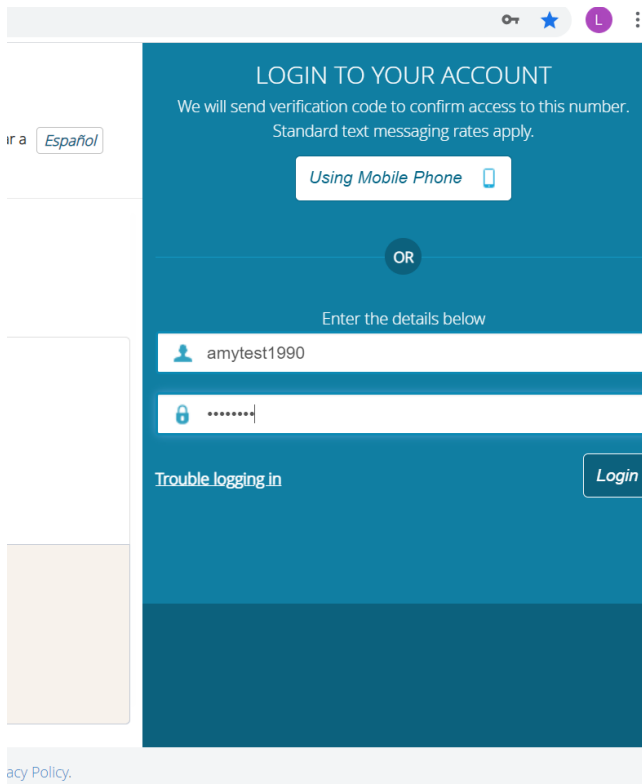 L
LOGIN TO YOUR ACCOUNT
We will send verification code to confirm access to this number.
Standard text messaging rates apply.
ar a Español
Using Mobile Phone
OR
Enter the details below
amytest1990
••••••••
Trouble logging in
Login
acy Policy.